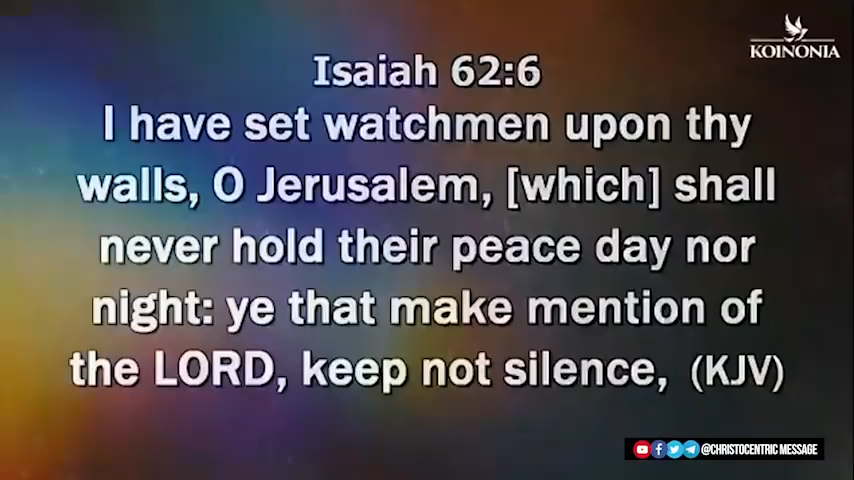 KOINONIA
Isaiah 62:6
I have set watchmen upon thy
walls, O Jerusalem, [which] shall
never hold their peace day nor
night: ye that make mention of
the LORD, keep not silence, (KJV)
@CHRISTOCENTRIC MESSAGE